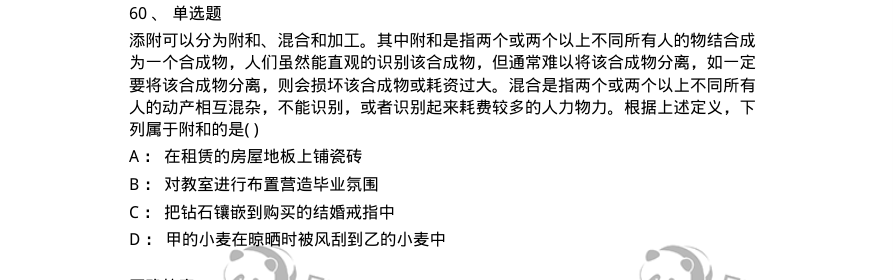 60 、 单选题
添附可以分为附和、混合和加工。其中附和是指两个或两个以上不同所有人的物结合成
为一个合成物，人们虽然能直观的识别该合成物，但通常难以将该合成物分离，如一定
要将该合成物分离，则会损坏该合成物或耗资过大。混合是指两个或两个以上不同所有
人的动产相互混杂，不能识别，或者识别起来耗费较多的人力物力。根据上述定义，下
列属于附和的是( )
A ： 在租赁的房屋地板上铺瓷砖
B ： 对教室进行布置营造毕业氛围
C ： 把钻石镶嵌到购买的结婚戒指中
D ： 甲的小麦在晾晒时被风刮到乙的小麦中